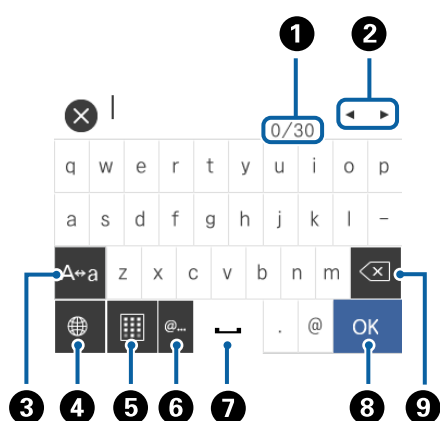 1 2
0/30
q w e r t y u i o p
a s d f g h j k l -
A↔a z x c v b n m
@... . @ OK
3 4 5 6 7 8 9